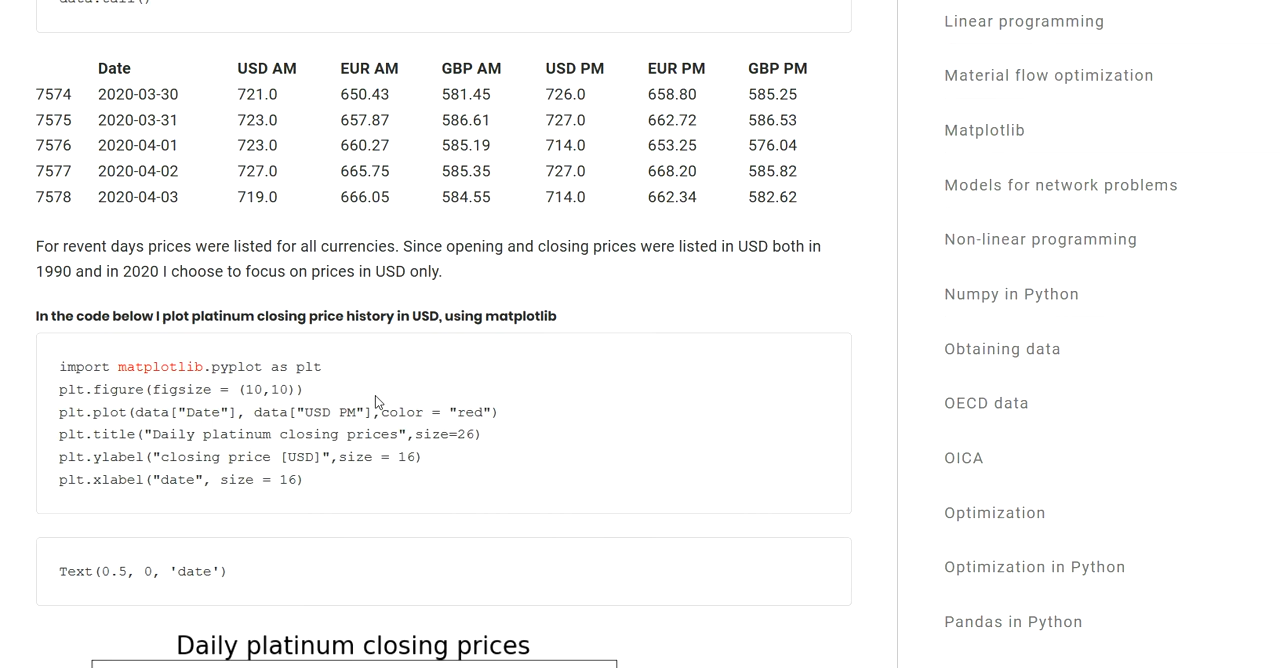 data.tail()
Date USD AM EUR AM GBP AM USD PM EUR PM GBP PM
7574 2020-03-30 721.0 650.43 581.45 726.0 658.80 585.25
7575 2020-03-31 723.0 657.87 586.61 727.0 662.72 586.53
7576 2020-04-01 723.0 660.27 585.19 714.0 653.25 576.04
7577 2020-04-02 727.0 665.75 585.35 727.0 668.20 585.82
7578 2020-04-03 719.0 666.05 584.55 714.0 662.34 582.62
For revent days prices were listed for all currencies. Since opening and closing prices were listed in USD both in
1990 and in 2020 I choose to focus on prices in USD only.
In the code below I plot platinum closing price history in USD, using matplotlib
import matplotlib.pyplot as plt
plt.figure(figsize = (10,10))
plt.plot(data["Date"], data["USD PM"],color = "red")
plt.title("Daily platinum closing prices",size=26)
plt.ylabel("closing price [USD]",size = 16)
plt.xlabel("date", size = 16)
Text(0.5, 0, 'date')
Daily platinum closing prices
Linear programming
Material flow optimization
Matplotlib
Models for network problems
Non-linear programming
Numpy in Python
Obtaining data
OECD data
OICA
Optimization
Optimization in Python
Pandas in Python